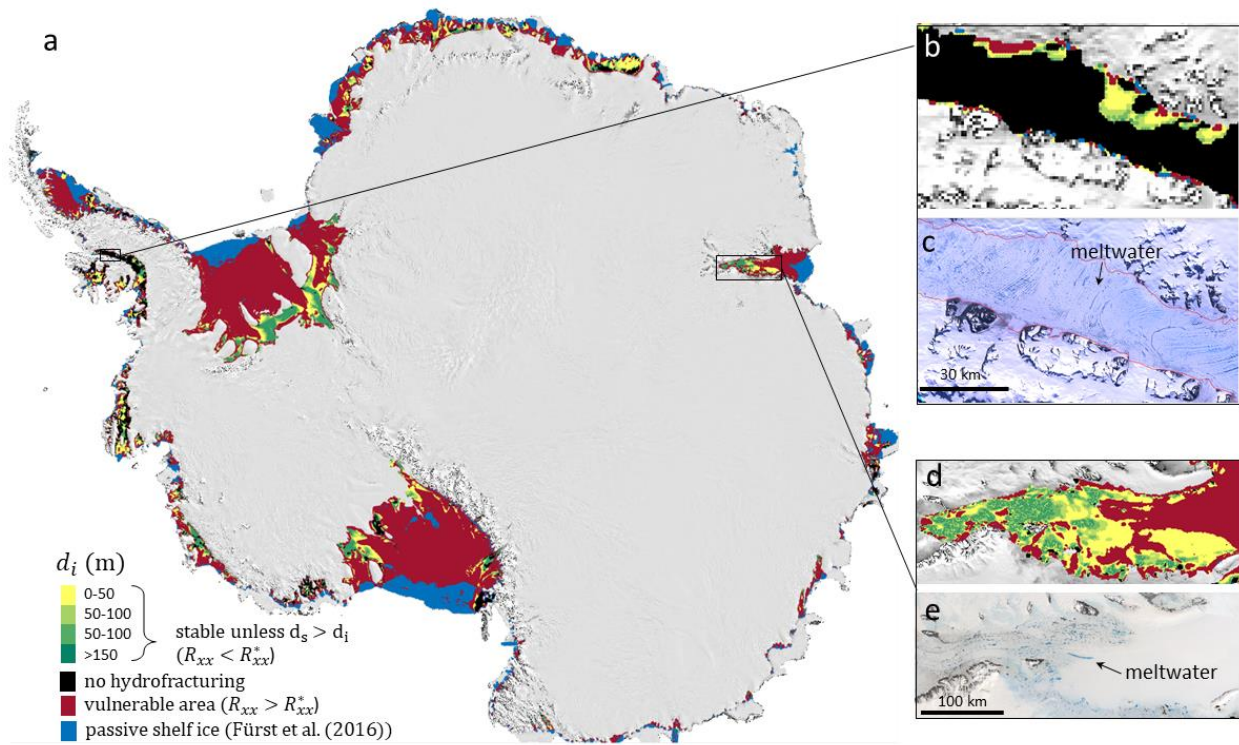 a
b
c
meltwater
30 km
d
e
meltwater
100 km
d_i (m)
0-50
50-100
50-100
>150
stable unless d_s > d_i
(R_xx < R*_xx)
no hydrofracturing
vulnerable area (R_xx > R*_xx)
passive shelf ice (Fürst et al. (2016))